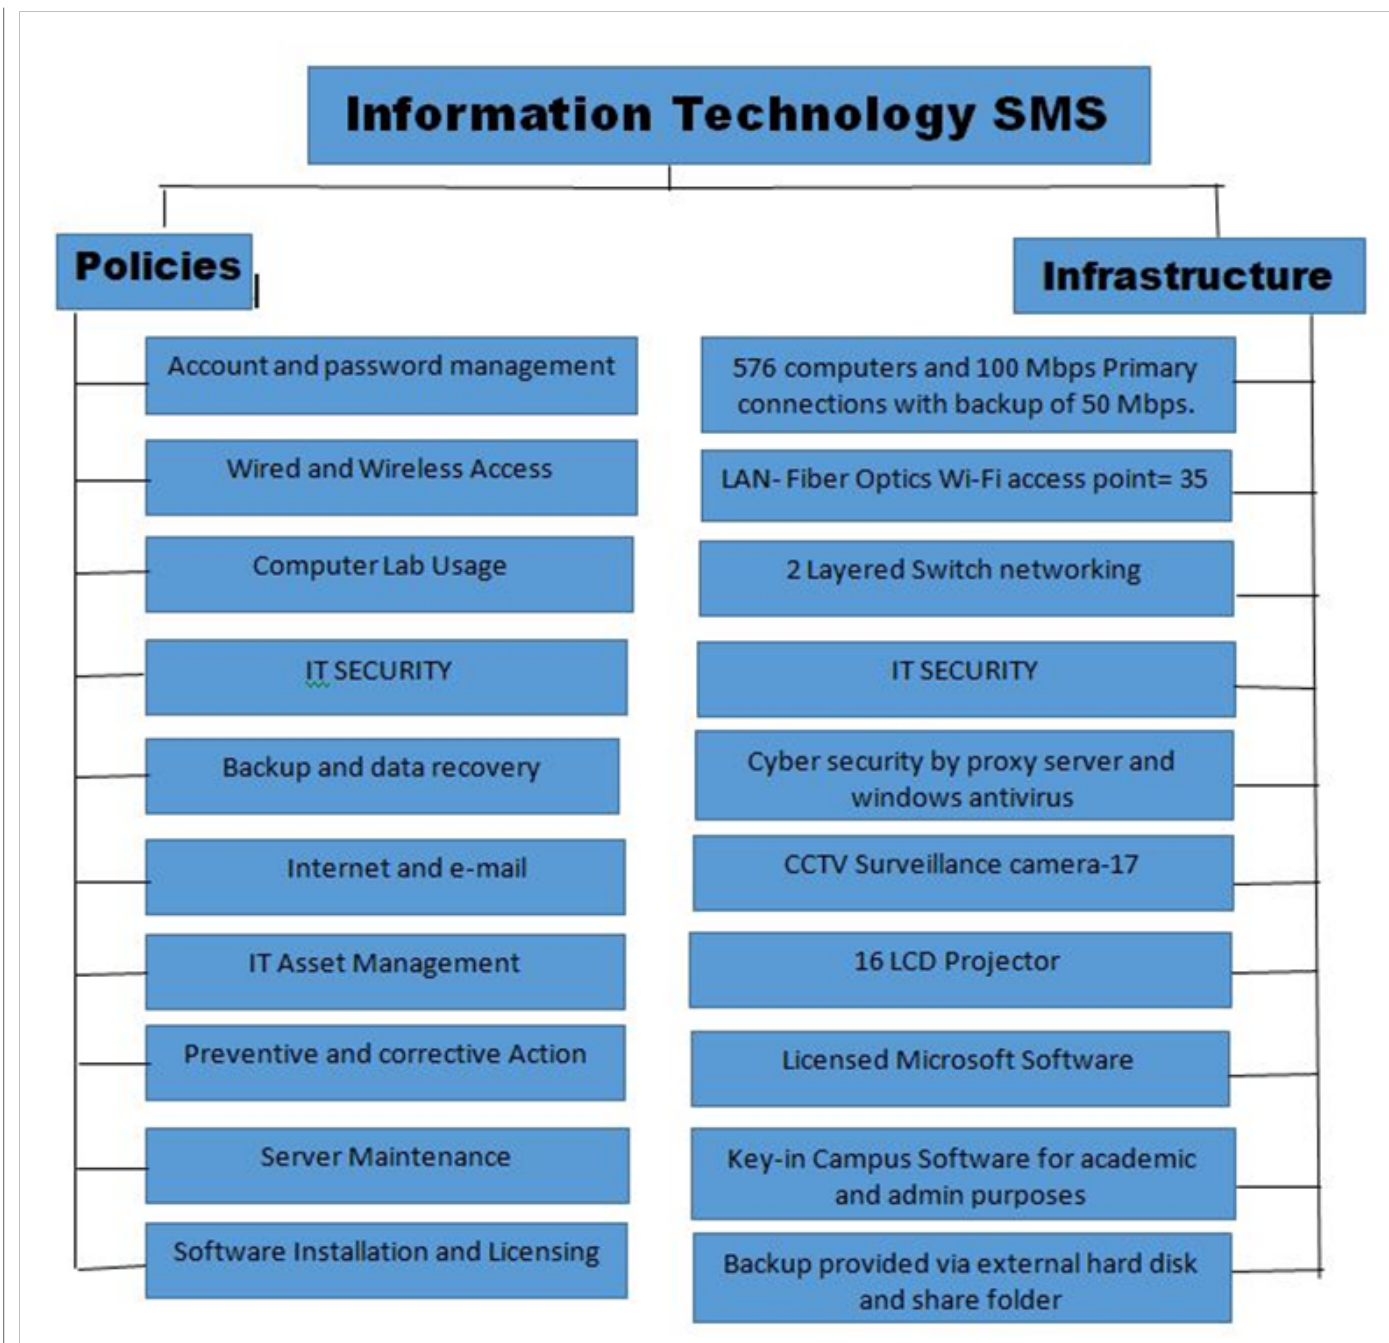 Information Technology SMS
Policies
Infrastructure
Account and password management
Wired and Wireless Access
Computer Lab Usage
IT SECURITY
Backup and data recovery
Internet and e-mail
IT Asset Management
Preventive and corrective Action
Server Maintenance
Software Installation and Licensing
576 computers and 100 Mbps Primary
connections with backup of 50 Mbps.
LAN- Fiber Optics Wi-Fi access point= 35
2 Layered Switch networking
IT SECURITY
Cyber security by proxy server and
windows antivirus
CCTV Surveillance camera-17
16 LCD Projector
Licensed Microsoft Software
Key-in Campus Software for academic
and admin purposes
Backup provided via external hard disk
and share folder